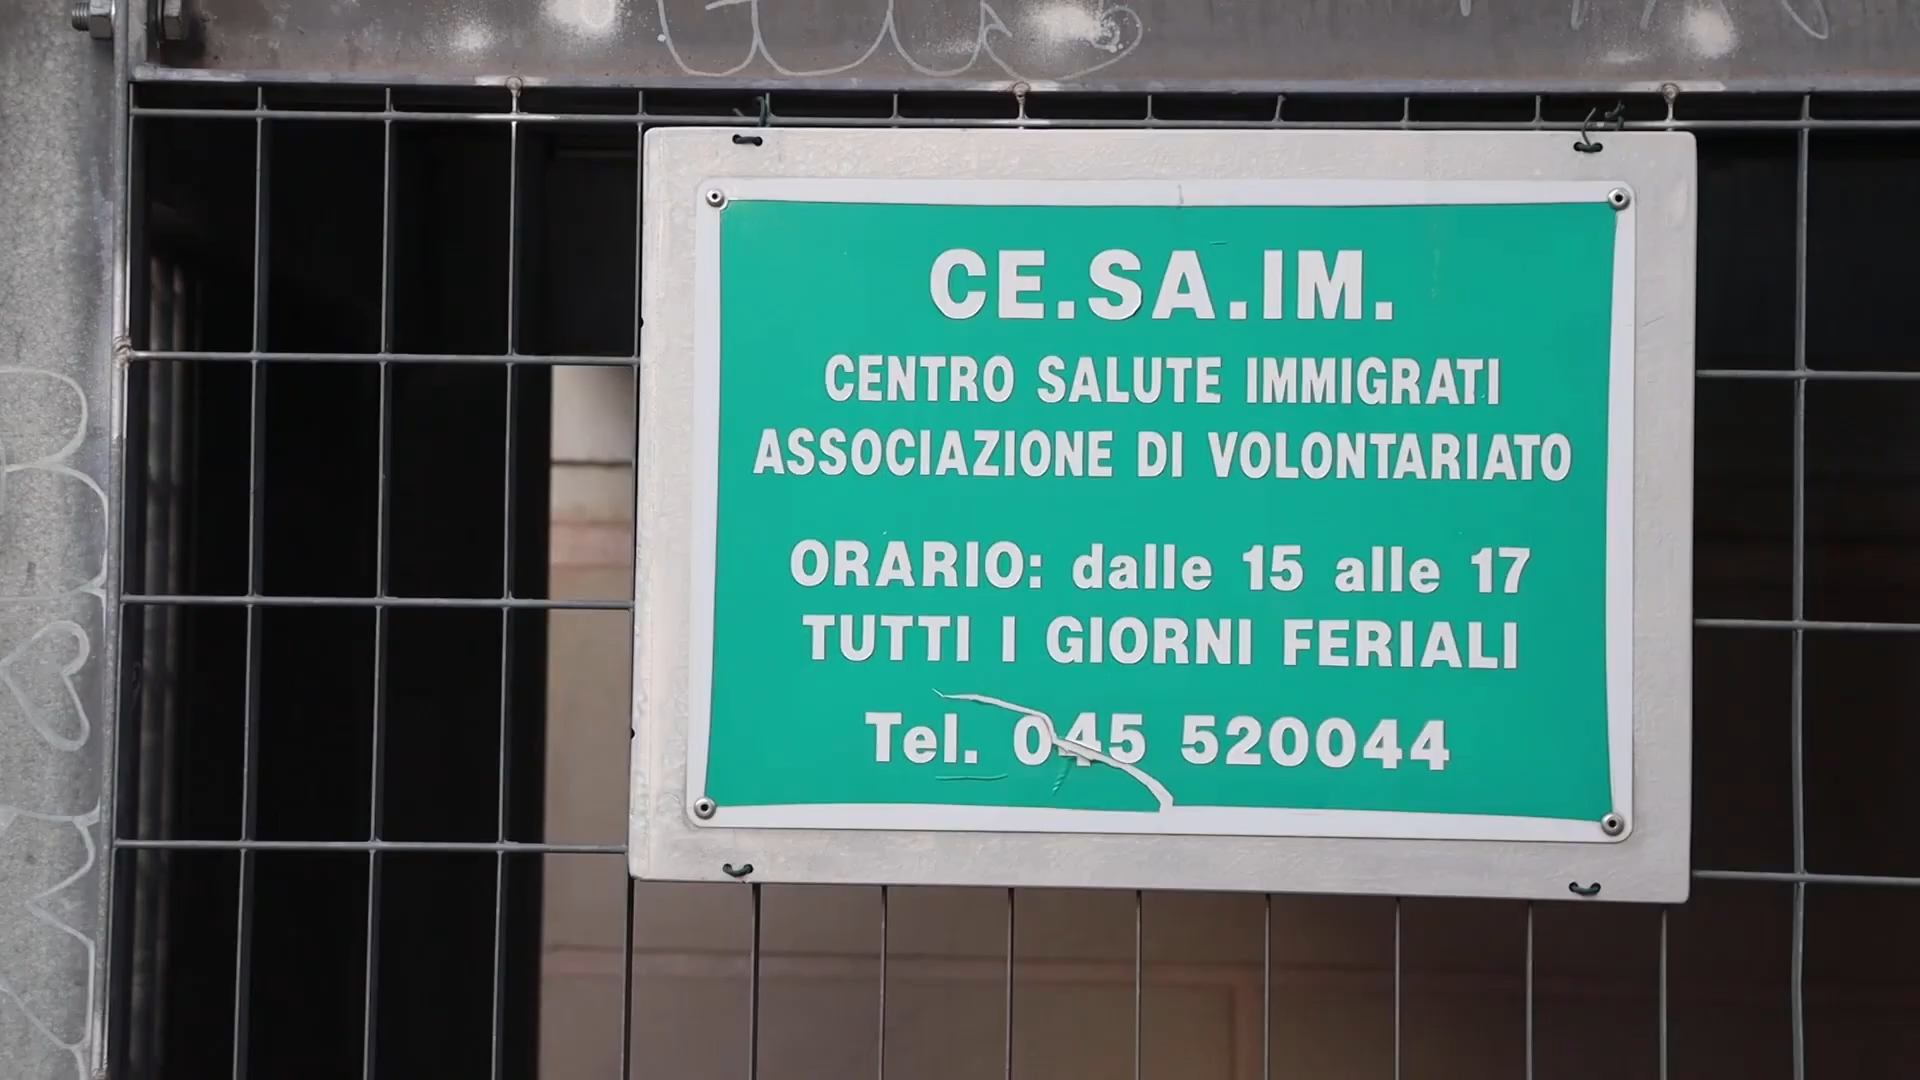 CE.SA.IM.
CENTRO SALUTE IMMIGRATI
ASSOCIAZIONE DI VOLONTARIATO
ORARIO: dalle 15 alle 17
TUTTI I GIORNI FERIALI
Tel. 045 520044